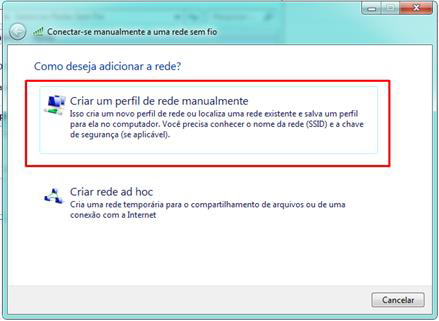 Conectar-se manualmente a uma rede sem fio
Como deseja adicionar a rede?
Criar um perfil de rede manualmente
Isso cria um novo perfil de rede ou localiza uma rede existente e salva um perfil
para ela no computador. Você precisa conhecer o nome da rede (SSID) e a chave
de segurança (se aplicável).
Criar rede ad hoc
Cria uma rede temporária para o compartilhamento de arquivos ou de uma
conexão com a Internet
Cancelar